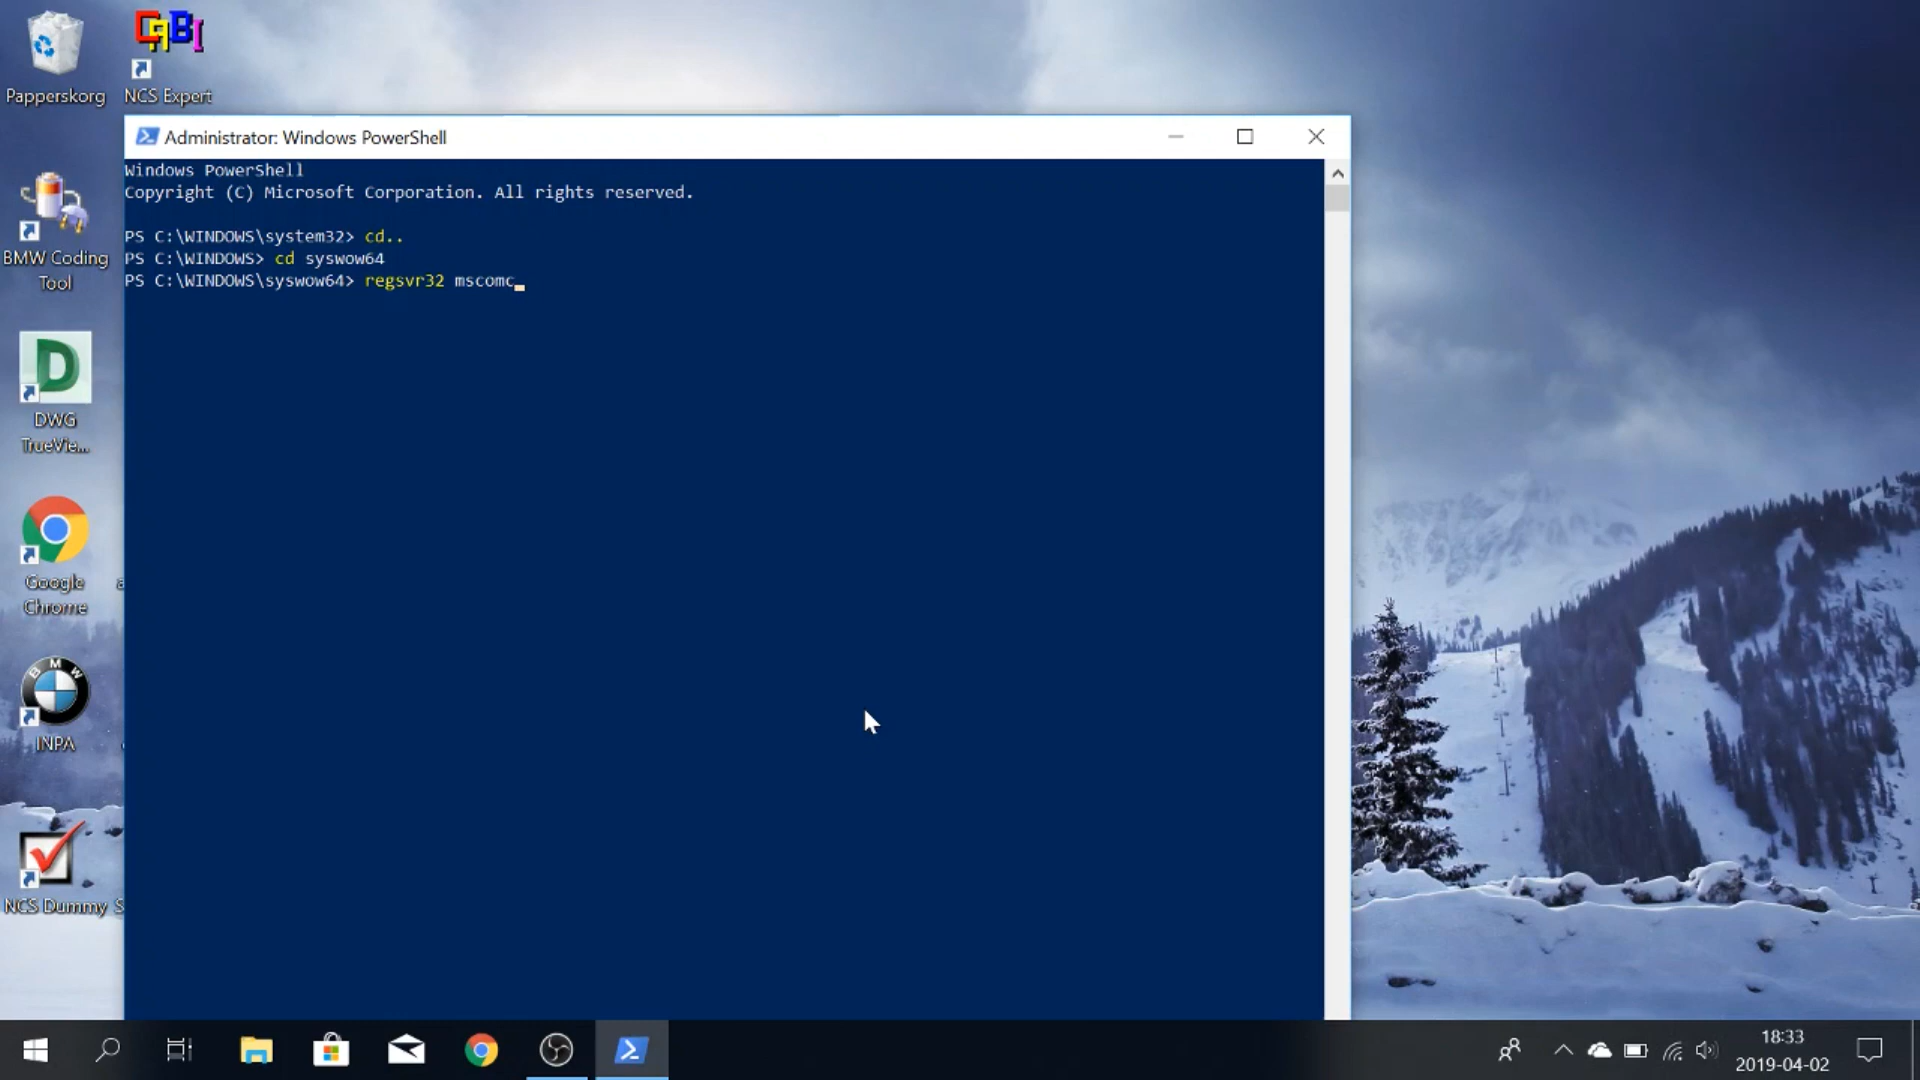 Papperskorg
NCS Expert
BMW Coding
Tool
DWG
TrueVie...
Google
Chrome
INPA
NCS Dummy
Administrator: Windows PowerShell
Windows PowerShell
Copyright (C) Microsoft Corporation. All rights reserved.
PS C:\WINDOWS\system32> cd..
PS C:\WINDOWS> cd syswow64
PS C:\WINDOWS\syswow64> regsvr32 mscomc_
18:33
2019-04-02